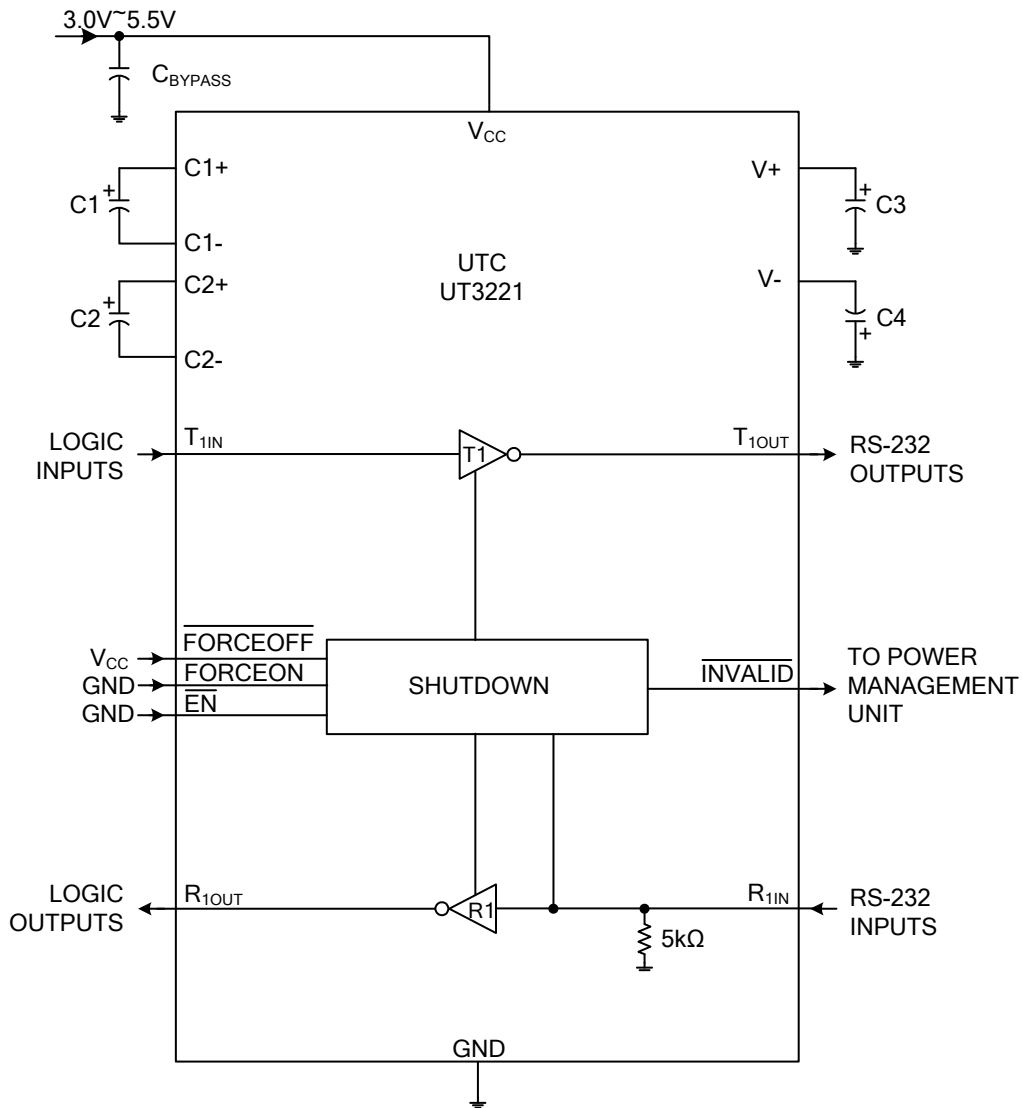 3.0V~5.5V
CBYPASS
VCC
C1+
V+
C1
+
+
C3
C1-
UTC
UT3221
C2+
V-
C2
+
C4
+
C2-
LOGIC
INPUTS
T1IN
T1
T1OUT
RS-232
OUTPUTS
FORCEOFF
VCC
FORCEON
GND
EN
GND
SHUTDOWN
INVALID
TO POWER
MANAGEMENT
UNIT
LOGIC
OUTPUTS
R1OUT
R1
R1IN
RS-232
INPUTS
5kΩ
GND